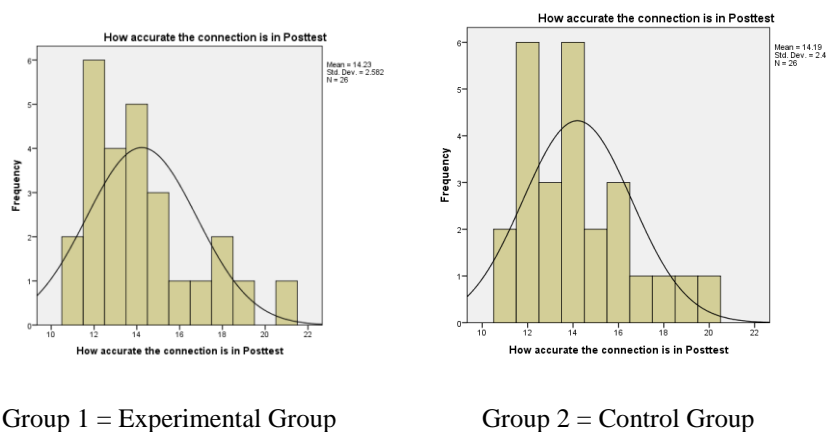 How accurate the connection is in Posttest
Mean = 14.23
Std. Dev. = 2.582
N = 26
6
5
4
3
2
1
0
Frequency
10 12 14 16 18 20 22
How accurate the connection is in Posttest
How accurate the connection is in Posttest
Mean = 14.19
Std. Dev. = 2.4
N = 26
6
5
4
3
2
1
0
Frequency
10 12 14 16 18 20 22
How accurate the connection is in Posttest
Group 1 = Experimental Group
Group 2 = Control Group